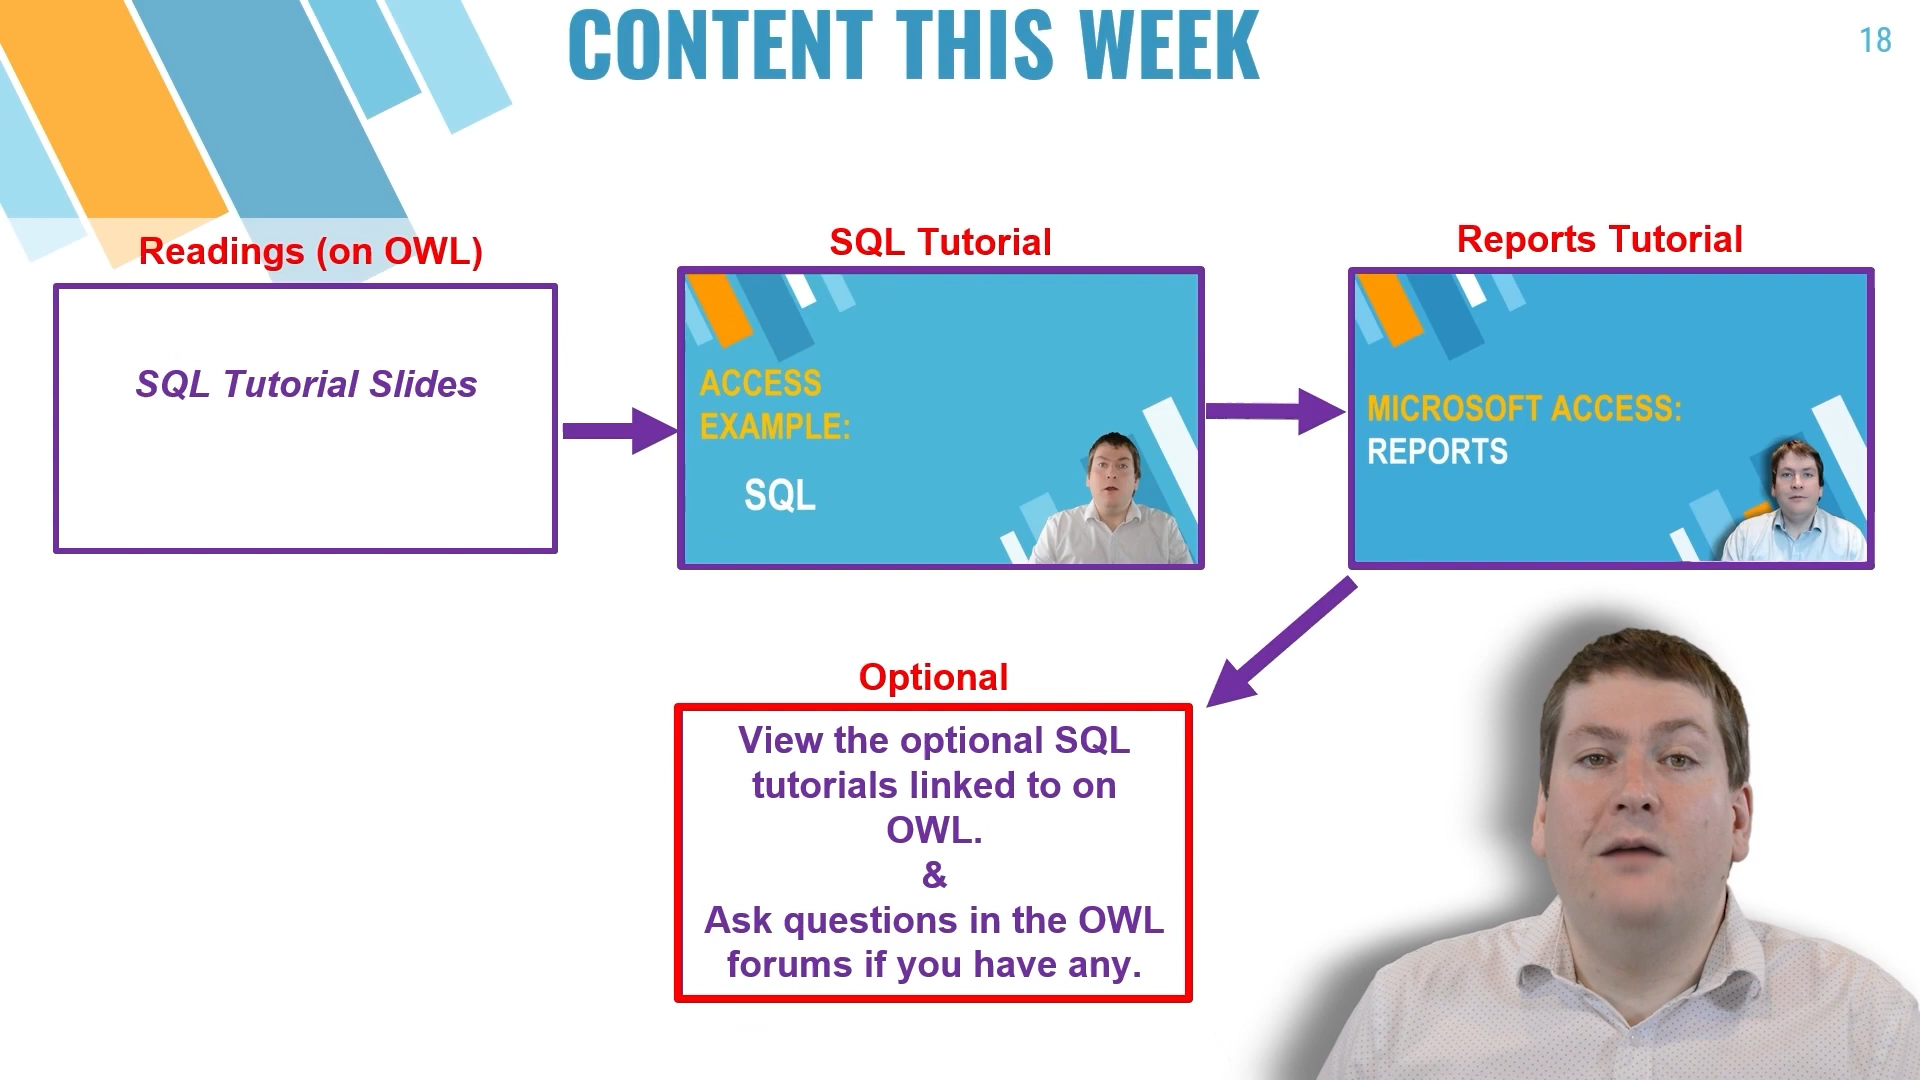 CONTENT THIS WEEK
18
Readings (on OWL)
SQL Tutorial Slides
SQL Tutorial
ACCESS
EXAMPLE:
SQL
Reports Tutorial
MICROSOFT ACCESS:
REPORTS
Optional
View the optional SQL
tutorials linked to on
OWL.
&
Ask questions in the OWL
forums if you have any.